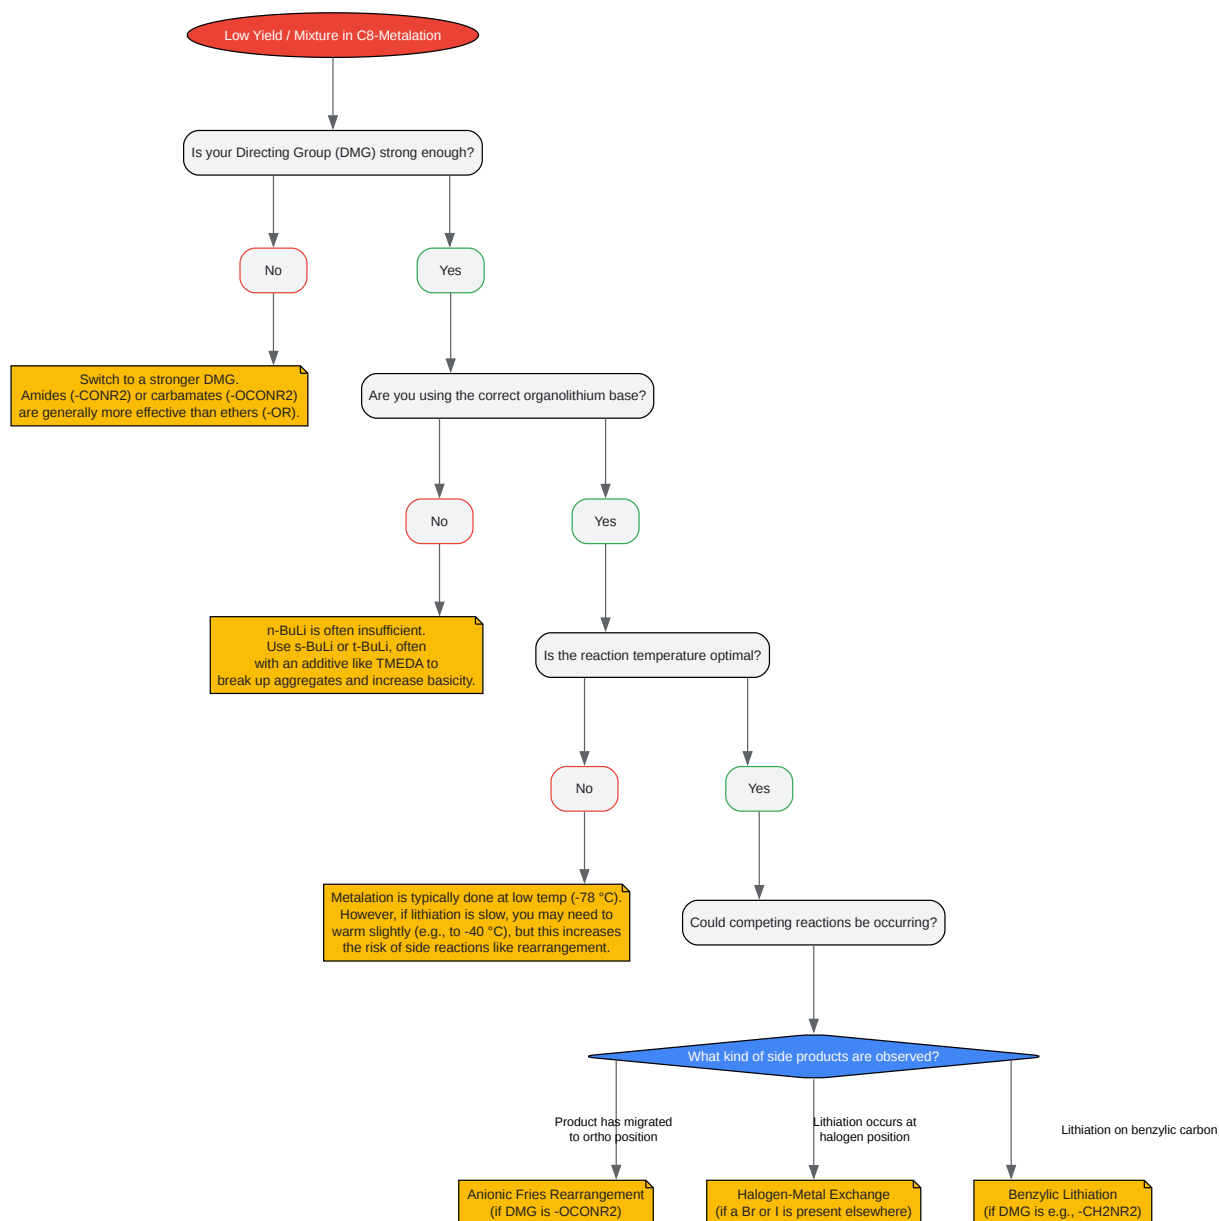 Low Yield / Mixture in C8-Metalation
Is your Directing Group (DMG) strong enough?
No
Yes
Switch to a stronger DMG.
Amides (-CONR2) or carbamates (-OCONR2)
are generally more effective than ethers (-OR).
Are you using the correct organolithium base?
No
Yes
n-BuLi is often insufficient.
Use s-BuLi or t-BuLi, often
with an additive like TMEDA to
break up aggregates and increase basicity.
Is the reaction temperature optimal?
No
Yes
Metalation is typically done at low temp (-78 °C).
However, if lithiation is slow, you may need to
warm slightly (e.g., to -40 °C), but this increases
the risk of side reactions like rearrangement.
Could competing reactions be occurring?
What kind of side products are observed?
Product has migrated
to ortho position
Lithiation occurs at
halogen position
Lithiation on benzylic carbon
Anionic Fries Rearrangement
(if DMG is -OCONR2)
Halogen-Metal Exchange
(if a Br or I is present elsewhere)
Benzylic Lithiation
(if DMG is e.g., -CH2NR2)